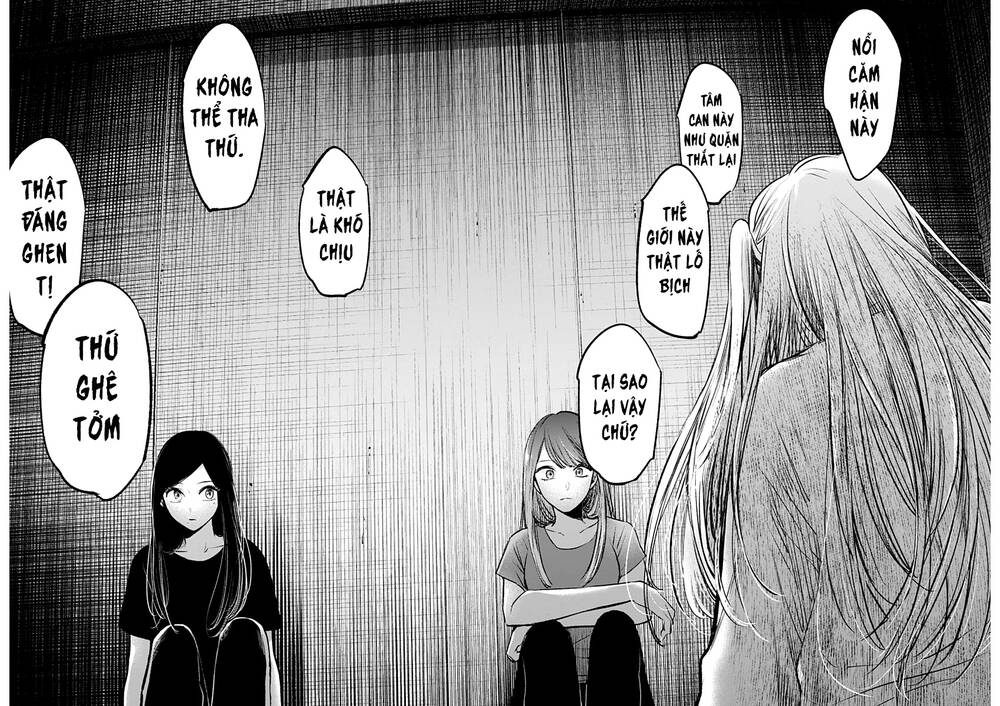 NỖI
CĂM
HẬN
NÀY
TÂM
CAN NÀY
NHƯ QUẶN
THẮT LẠI
THẾ
GIỚI NÀY
THẬT LỐ
BỊCH
TẠI SAO
LẠI VẬY
CHỨ?
THẬT
LÀ KHÓ
CHỊU
KHÔNG
THỂ THA
THỨ.
THẬT
ĐÁNG
GHEN
TỊ
THỨ
GHÊ
TỞM